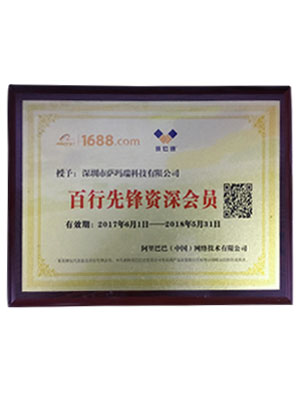 1688.com
授予：深圳市萨玛瑞科技有限公司
百行先锋资深会员
有效期：2017年6月1日——2018年5月31日
阿里巴巴（中国）网络技术有限公司